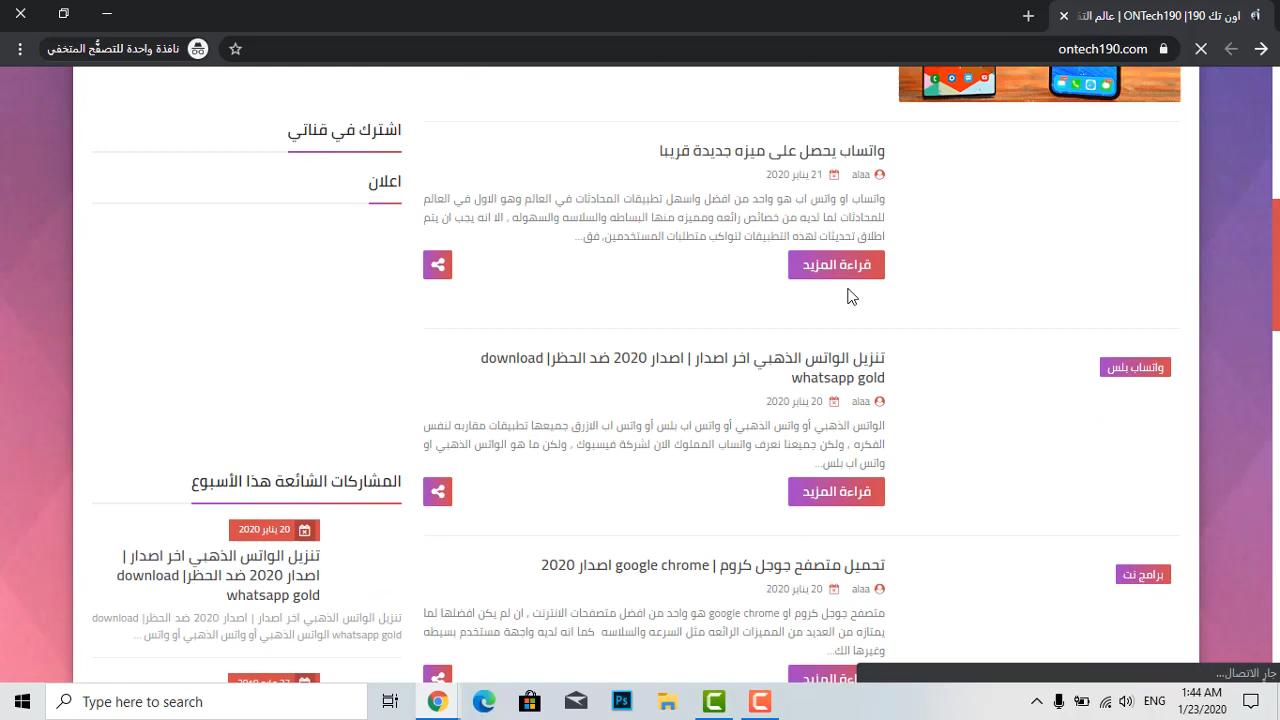 اون تك 190| ONTech190 | عالم التق
ontech190.com
نافذة واحدة للتصفُّح المتخفي
واتساب يحصل على ميزه جديدة قريبا
alaa 21 يناير 2020
واتساب او واتس اب هو واحد من افضل واسهل تطبيقات المحادثات في العالم وهو الاول في العالم
للمحادثات لما لديه من خصائص رائعه ومميزه منها البساطه والسلاسه والسهوله , الا انه يجب ان يتم
اطلاق تحديثات لهذه التطبيقات لتواكب متطلبات المستخدمين, فق...
قراءة المزيد
واتساب بلس
تنزيل الواتس الذهبي اخر اصدار | اصدار 2020 ضد الحظر| download
whatsapp gold
alaa 20 يناير 2020
الواتس الذهبي أو واتس الذهبي أو واتس اب بلس أو واتس اب الازرق جميعها تطبيقات مقاربه لنفس
الفكره , ولكن جميعنا نعرف واتساب المملوك الان لشركة فيسبوك , ولكن ما هو الواتس الذهبي او
واتس اب بلس...
قراءة المزيد
برامج نت
تحميل متصفح جوجل كروم | google chrome اصدار 2020
alaa 20 يناير 2020
متصفح جوجل كروم او google chrome هو واحد من افضل متصفحات الانترنت , ان لم يكن افضلها لما
يمتازه من العديد من المميزات الرائعه مثل السرعه والسلاسه كما انه لديه واجهة مستخدم بسيطه
وغيرها الك...
قراءة المزيد
اشترك في قناتي
اعلان
المشاركات الشائعة هذا الأسبوع
20 يناير 2020
تنزيل الواتس الذهبي اخر اصدار |
اصدار 2020 ضد الحظر| download
whatsapp gold
تنزيل الواتس الذهبي اخر اصدار | اصدار 2020 ضد الحظر| download
whatsapp gold الواتس الذهبي أو واتس الذهبي أو واتس ...
جار الاتصال...
Type here to search
Ps
ENG
1:44 AM
1/23/2020